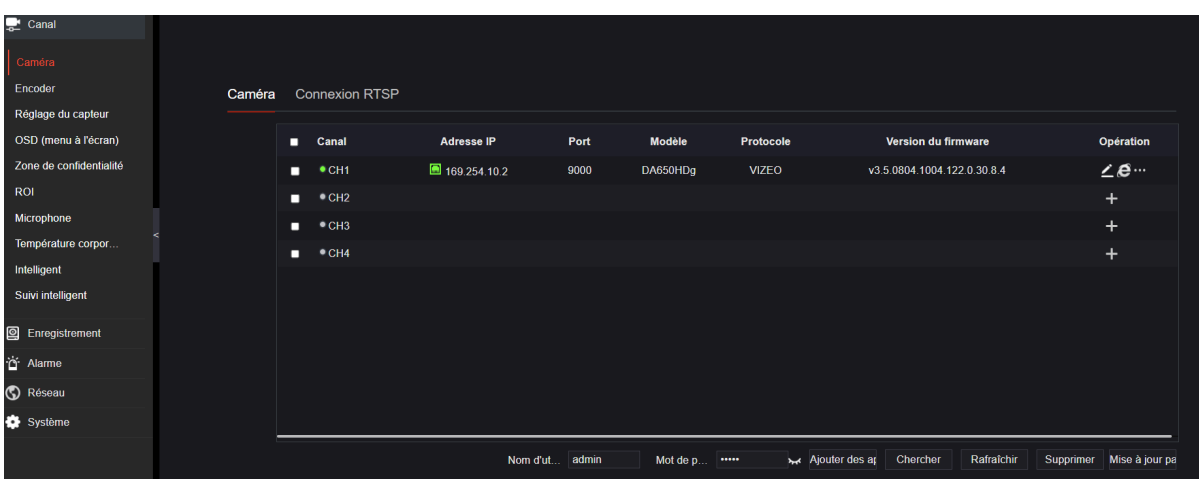 Canal
Caméra
Encoder
Réglage du capteur
OSD (menu à l'écran)
Zone de confidentialité
ROI
Microphone
Température corpor...
Intelligent
Suivi intelligent
Enregistrement
Alarme
Réseau
Système
<
Caméra Connexion RTSP
Canal Adresse IP Port Modèle Protocole Version du firmware Opération
CH1 169.254.10.2 9000 DA650HDg VIZEO v3.5.0804.1004.122.0.30.8.4 ...
CH2 +
CH3 +
CH4 +
Nom d'ut... admin Mot de p... ••••• Ajouter des ap Chercher Rafraîchir Supprimer Mise à jour pa